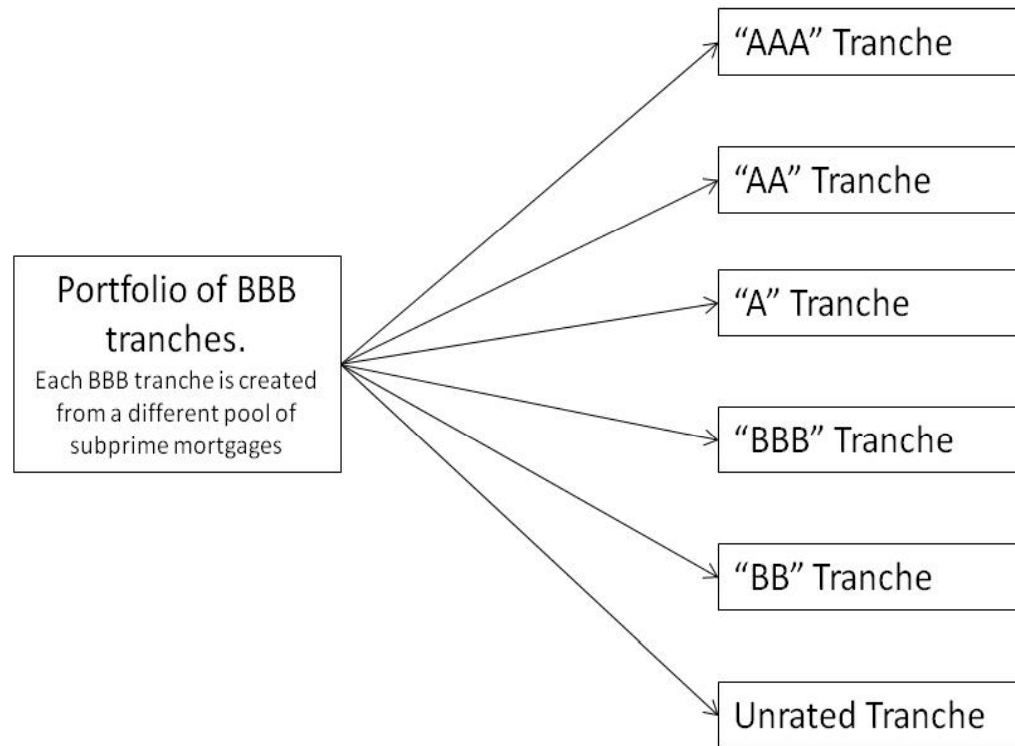 “AAA” Tranche
“AA” Tranche
Portfolio of BBB
tranches.
Each BBB tranche is created
from a different pool of
subprime mortgages
“A” Tranche
“BBB” Tranche
“BB” Tranche
Unrated Tranche